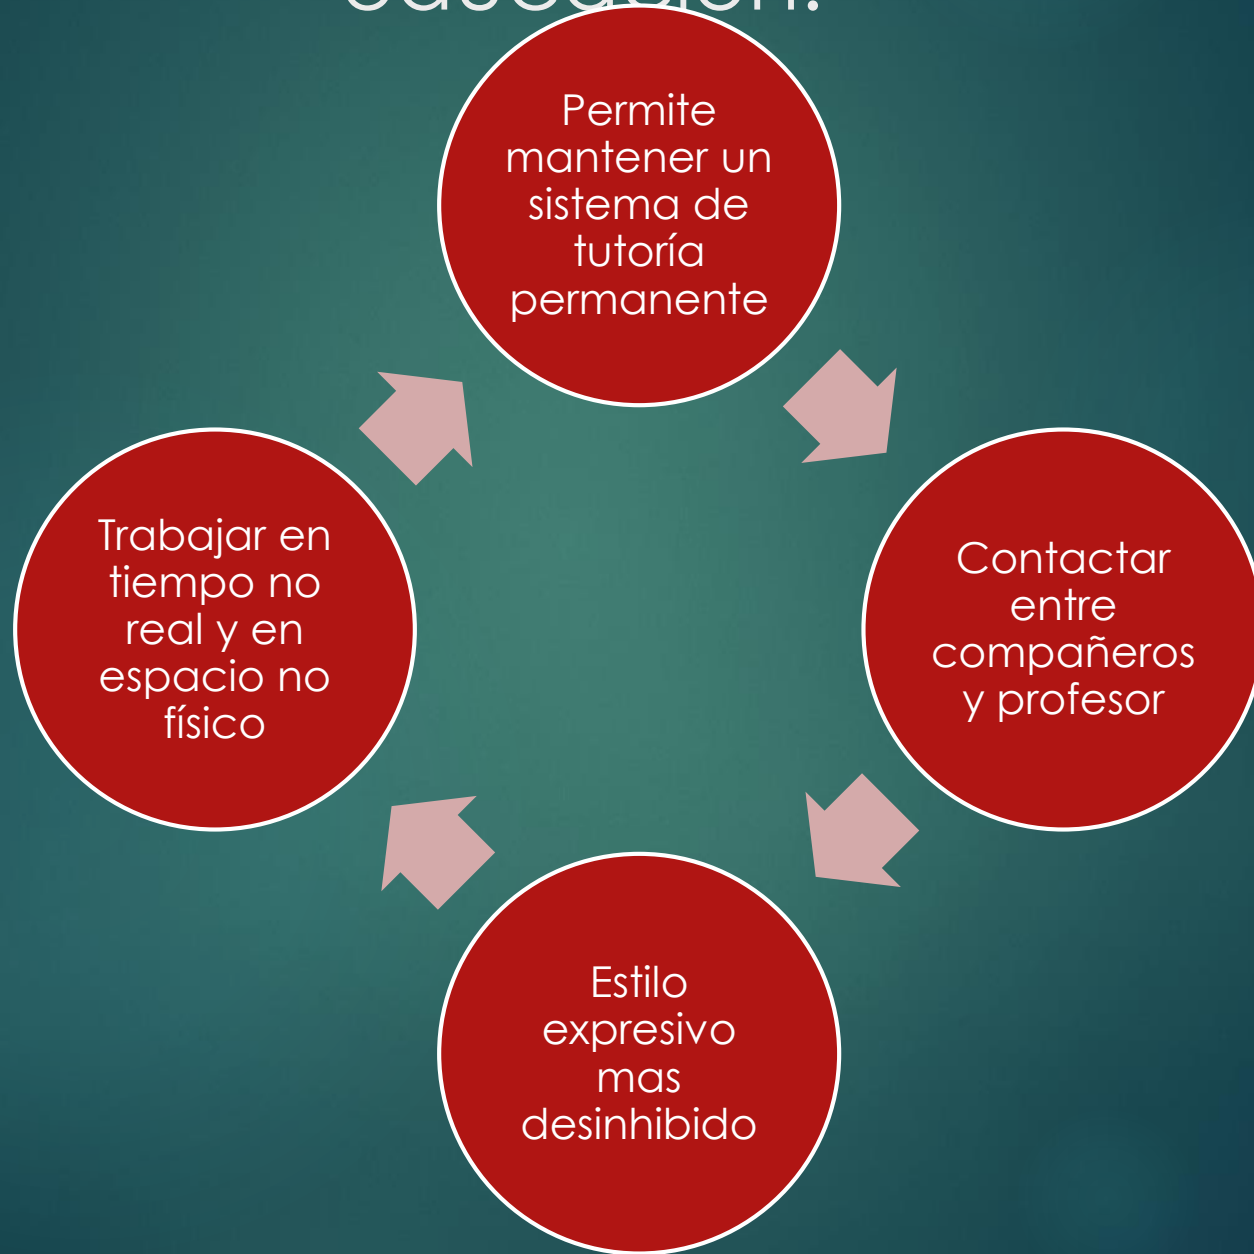 educación.
Permite
mantener un
sistema de
tutoría
permanente
Contactar
entre
compañeros
y profesor
Estilo
expresivo
mas
desinhibido
Trabajar en
tiempo no
real y en
espacio no
físico